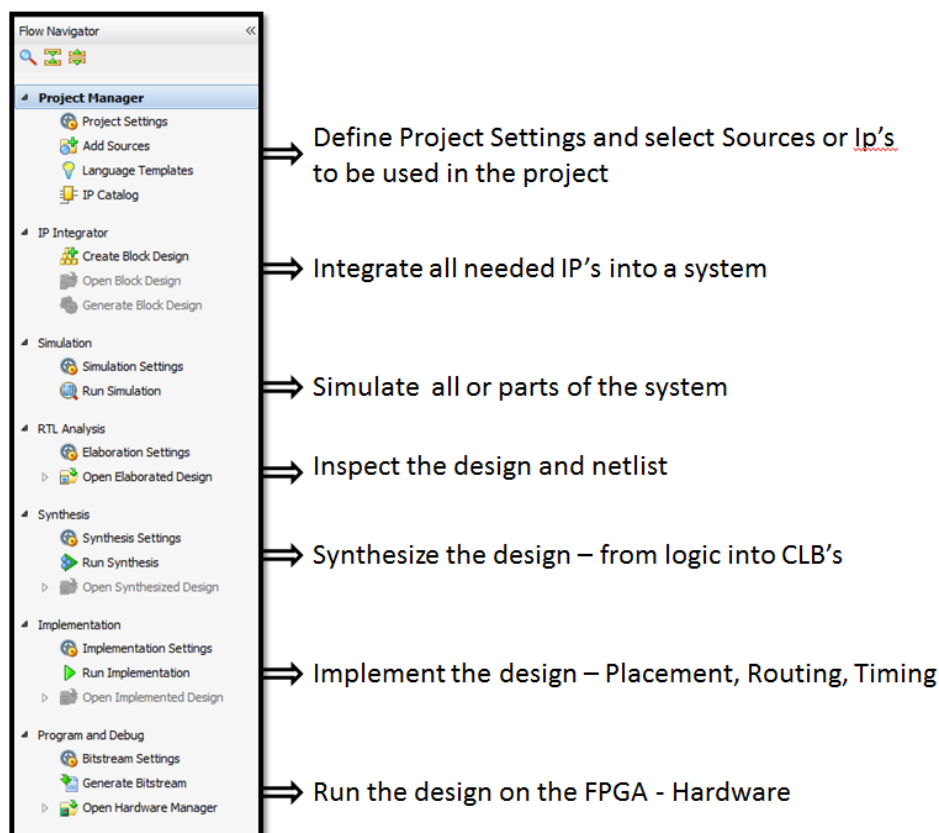 Flow Navigator «
Project Manager
Project Settings
Add Sources
Language Templates
IP Catalog
Define Project Settings and select Sources or Ip's
to be used in the project
IP Integrator
Create Block Design
Open Block Design
Generate Block Design
Integrate all needed IP's into a system
Simulation
Simulation Settings
Run Simulation
Simulate all or parts of the system
RTL Analysis
Elaboration Settings
Open Elaborated Design
Inspect the design and netlist
Synthesis
Synthesis Settings
Run Synthesis
Open Synthesized Design
Synthesize the design – from logic into CLB's
Implementation
Implementation Settings
Run Implementation
Open Implemented Design
Implement the design – Placement, Routing, Timing
Program and Debug
Bitstream Settings
Generate Bitstream
Open Hardware Manager
Run the design on the FPGA - Hardware